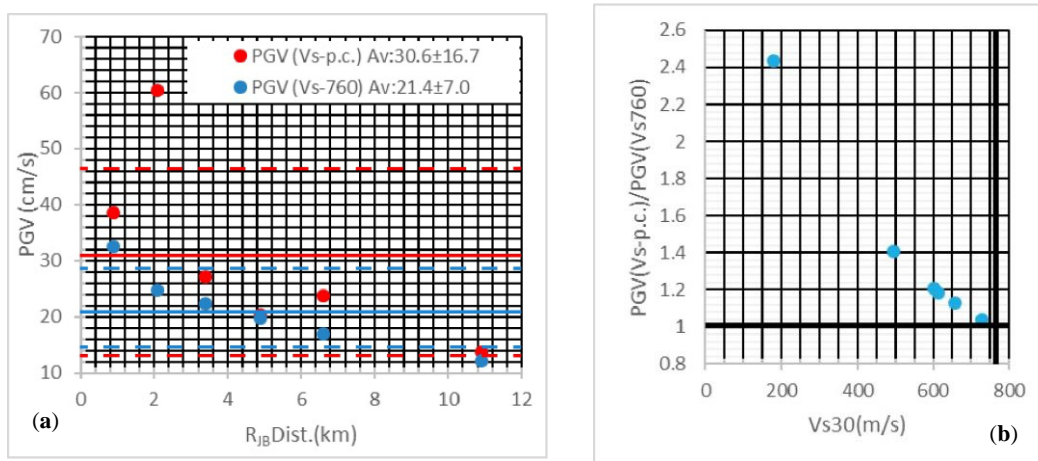 70
60
50
40
30
20
10
PGV (cm/s)
PGV (Vs-p.c.) Av:30.6±16.7
PGV (Vs-760) Av:21.4±7.0
0 2 4 6 8 10 12
R_JB Dist.(km)
(a)
2.6
2.4
2.2
2
1.8
1.6
1.4
1.2
1
0.8
PGV(Vs-p.c.)/PGV(Vs760)
0 200 400 600 800
Vs30(m/s)
(b)